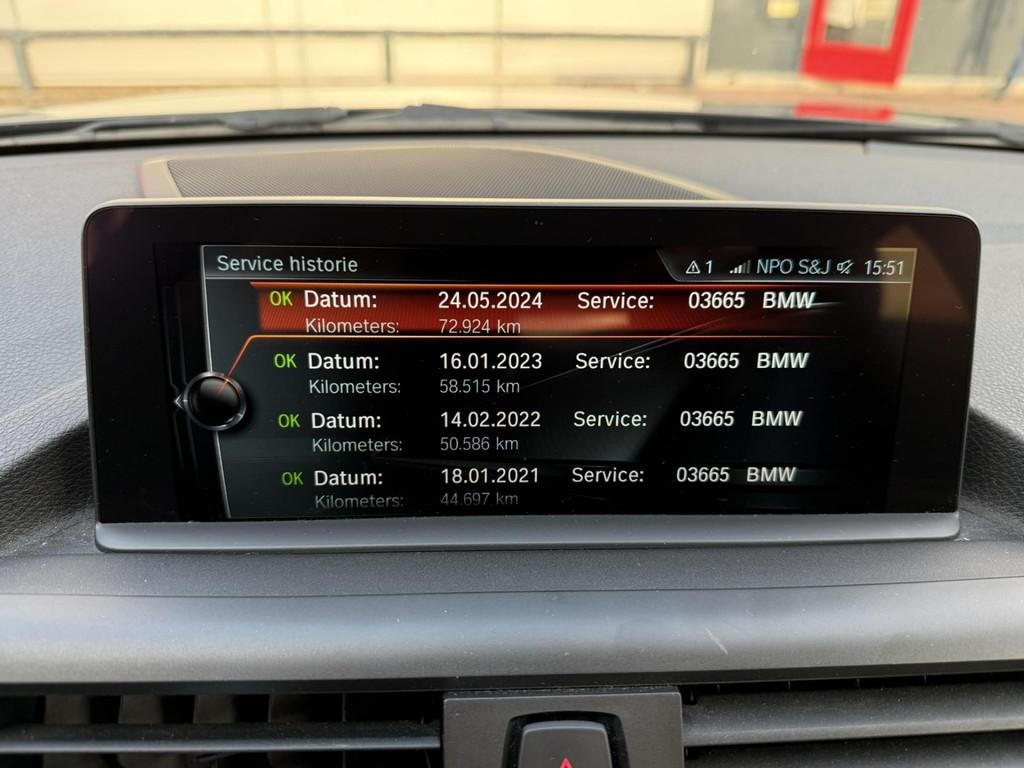 Service historie 1 NPO S&J 15:51
OK Datum: 24.05.2024 Service: 03665 BMW
Kilometers: 72.924 km
OK Datum: 16.01.2023 Service: 03665 BMW
Kilometers: 58.515 km
OK Datum: 14.02.2022 Service: 03665 BMW
Kilometers: 50.586 km
OK Datum: 18.01.2021 Service: 03665 BMW
Kilometers: 44.697 km